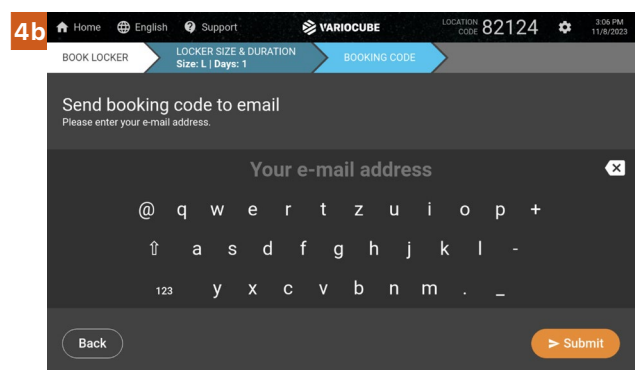 4b
Home English Support VARIOCUBE LOCATION CODE 82124 3:06 PM 11/8/2023
BOOK LOCKER LOCKER SIZE & DURATION Size: L | Days: 1 BOOKING CODE
Send booking code to email
Please enter your e-mail address.
Your e-mail address
@ q w e r t z u i o p +
⇧ a s d f g h j k l -
123 y x c v b n m . _
Back Submit